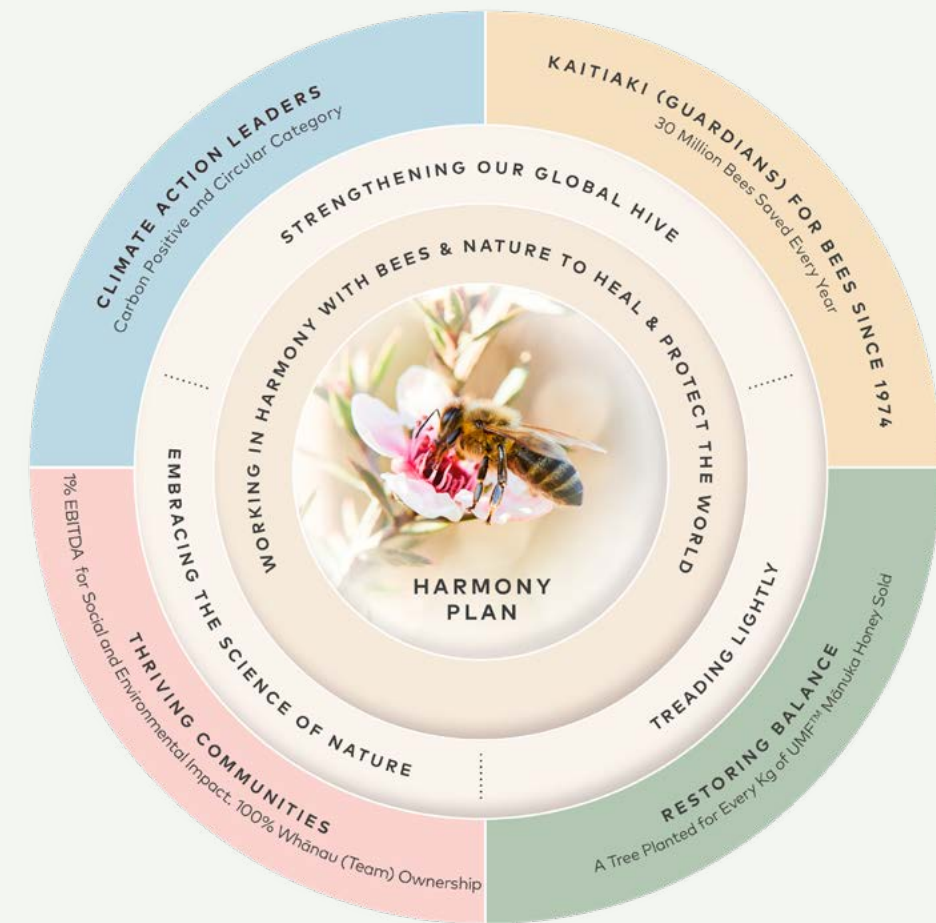 CLIMATE ACTION LEADERS
Carbon Positive and Circular Category
KAITIAKI (GUARDIANS) FOR BEES SINCE 1974
30 Million Bees Saved Every Year
STRENGTHENING OUR GLOBAL HIVE
WORKING IN HARMONY WITH BEES & NATURE TO HEAL & PROTECT THE WORLD
HARMONY
PLAN
EMBRACING THE SCIENCE OF NATURE
TREADING LIGHTLY
THRIVING COMMUNITIES
1% EBITDA for Social and Environmental Impact. 100% Whānau (Team) Ownership
RESTORING BALANCE
A Tree Planted for Every Kg of UMF™ Mānuka Honey Sold